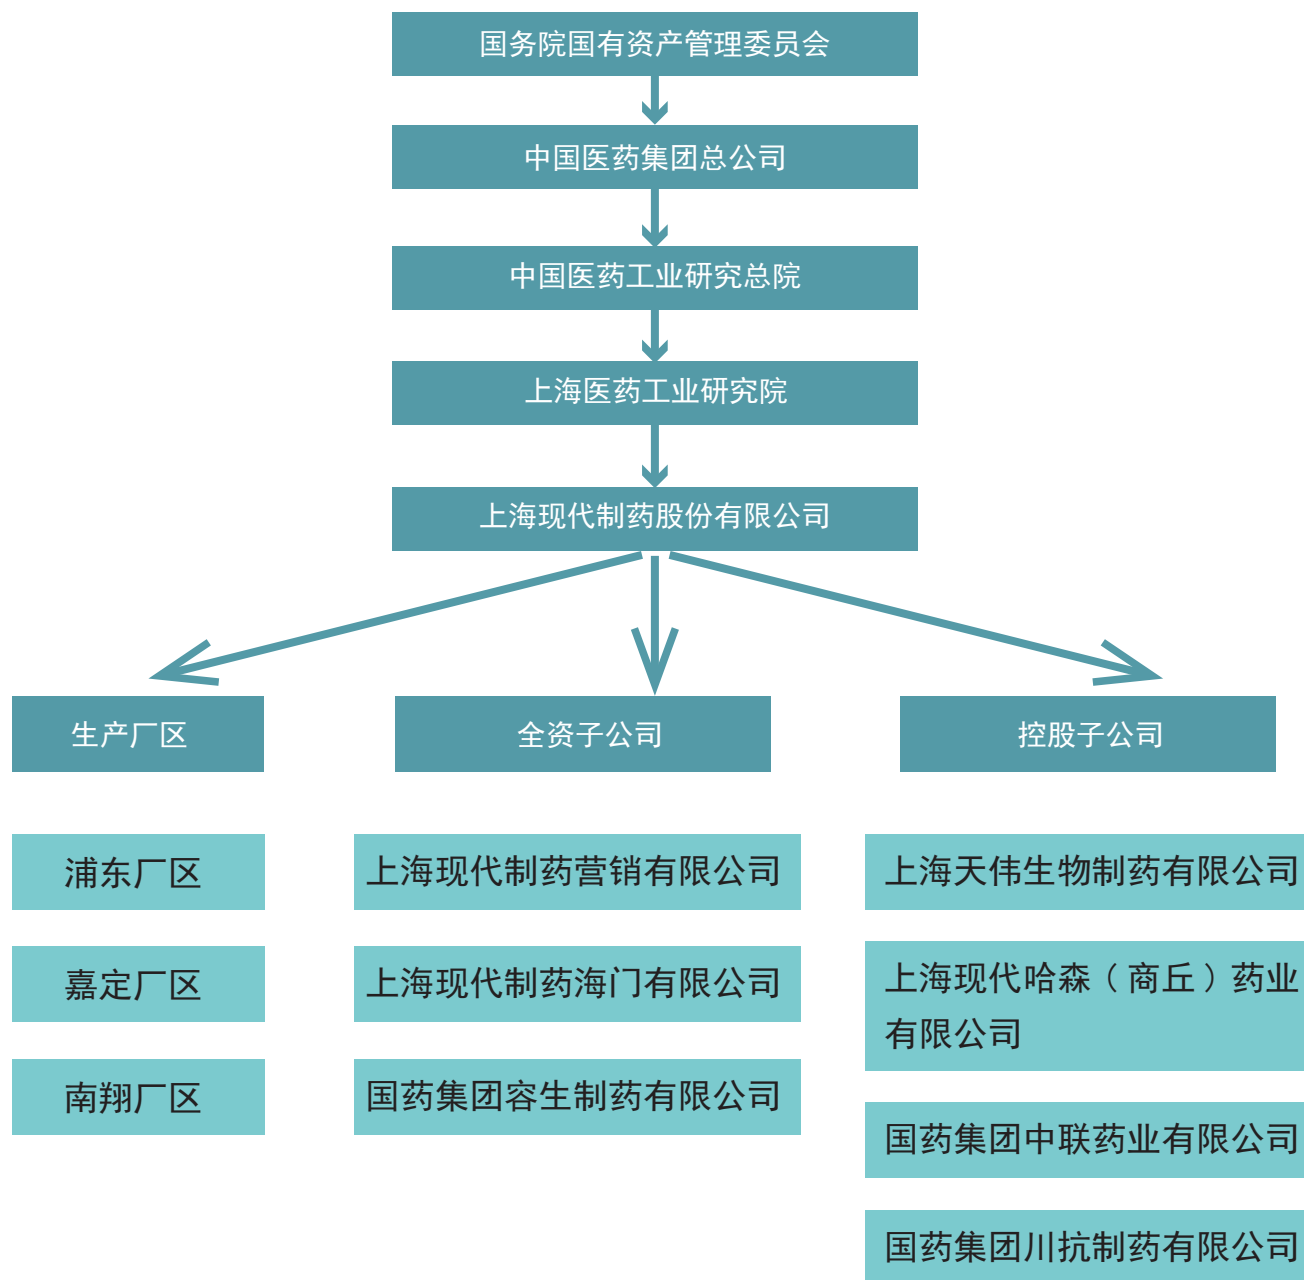 国务院国有资产管理委员会
中国医药集团总公司
中国医药工业研究总院
上海医药工业研究院
上海现代制药股份有限公司
生产厂区
全资子公司
控股子公司
浦东厂区
上海现代制药营销有限公司
上海天伟生物制药有限公司
嘉定厂区
上海现代制药海门有限公司
上海现代哈森（商丘）药业
有限公司
南翔厂区
国药集团容生制药有限公司
国药集团中联药业有限公司
国药集团川抗制药有限公司